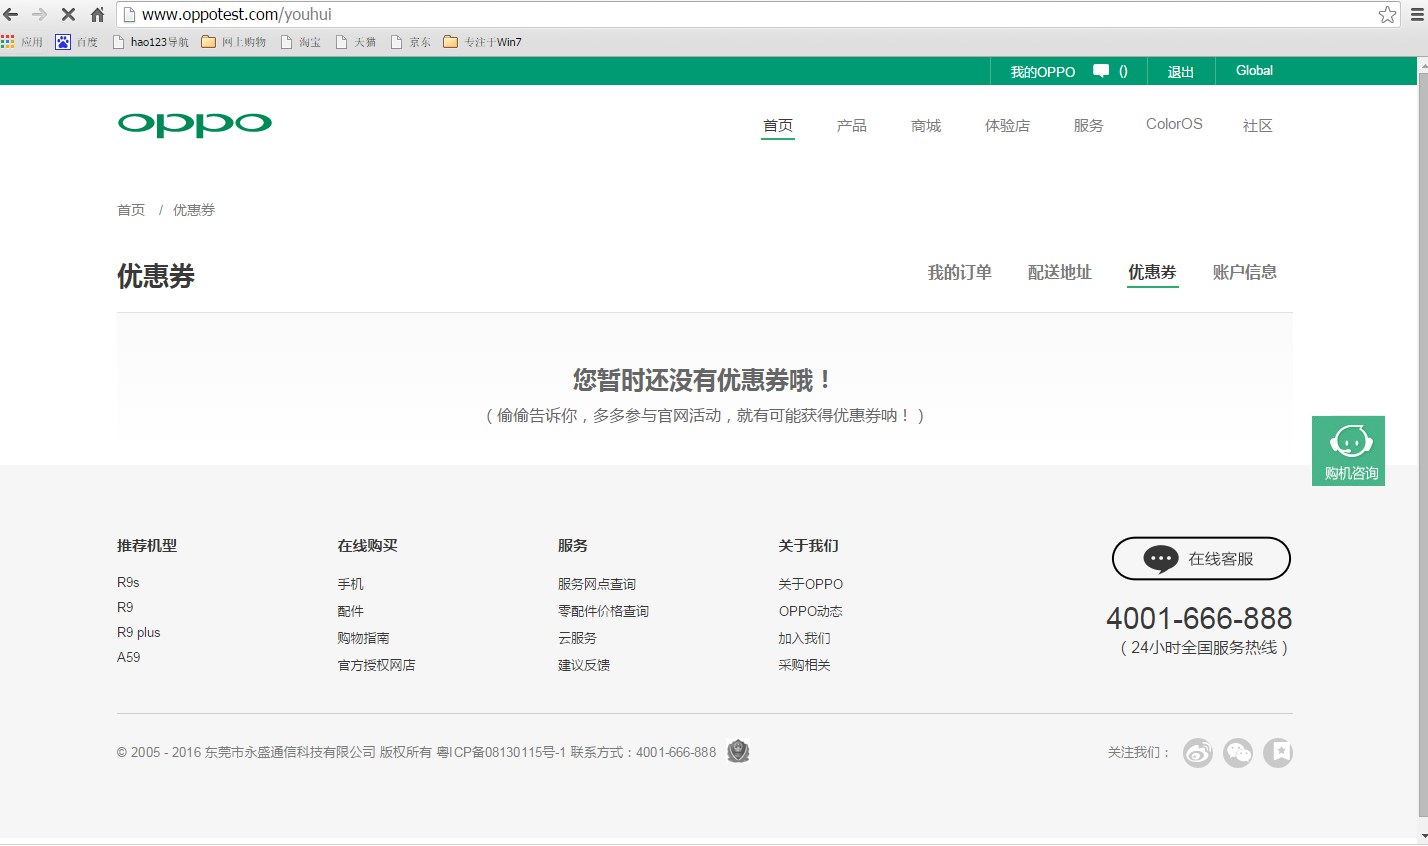 www.oppotest.com/youhui
应用 百度 hao123导航 网上购物 淘宝 天猫 京东 专注于Win7
我的OPPO () 退出 Global
oppo 首页 产品 商城 体验店 服务 ColorOS 社区
首页 / 优惠券
优惠券 我的订单 配送地址 优惠券 账户信息
您暂时还没有优惠券哦！
（偷偷告诉你，多多参与官网活动，就有可能获得优惠券呐！）
购机咨询
推荐机型 在线购买 服务 关于我们
在线客服
R9s 手机 服务网点查询 关于OPPO
R9 配件 零配件价格查询 OPPO动态
4001-666-888
R9 plus 购物指南 云服务 加入我们
（24小时全国服务热线）
A59 官方授权网店 建议反馈 采购相关
© 2005 - 2016 东莞市永盛通信科技有限公司 版权所有 粤ICP备08130115号-1 联系方式：4001-666-888 关注我们：